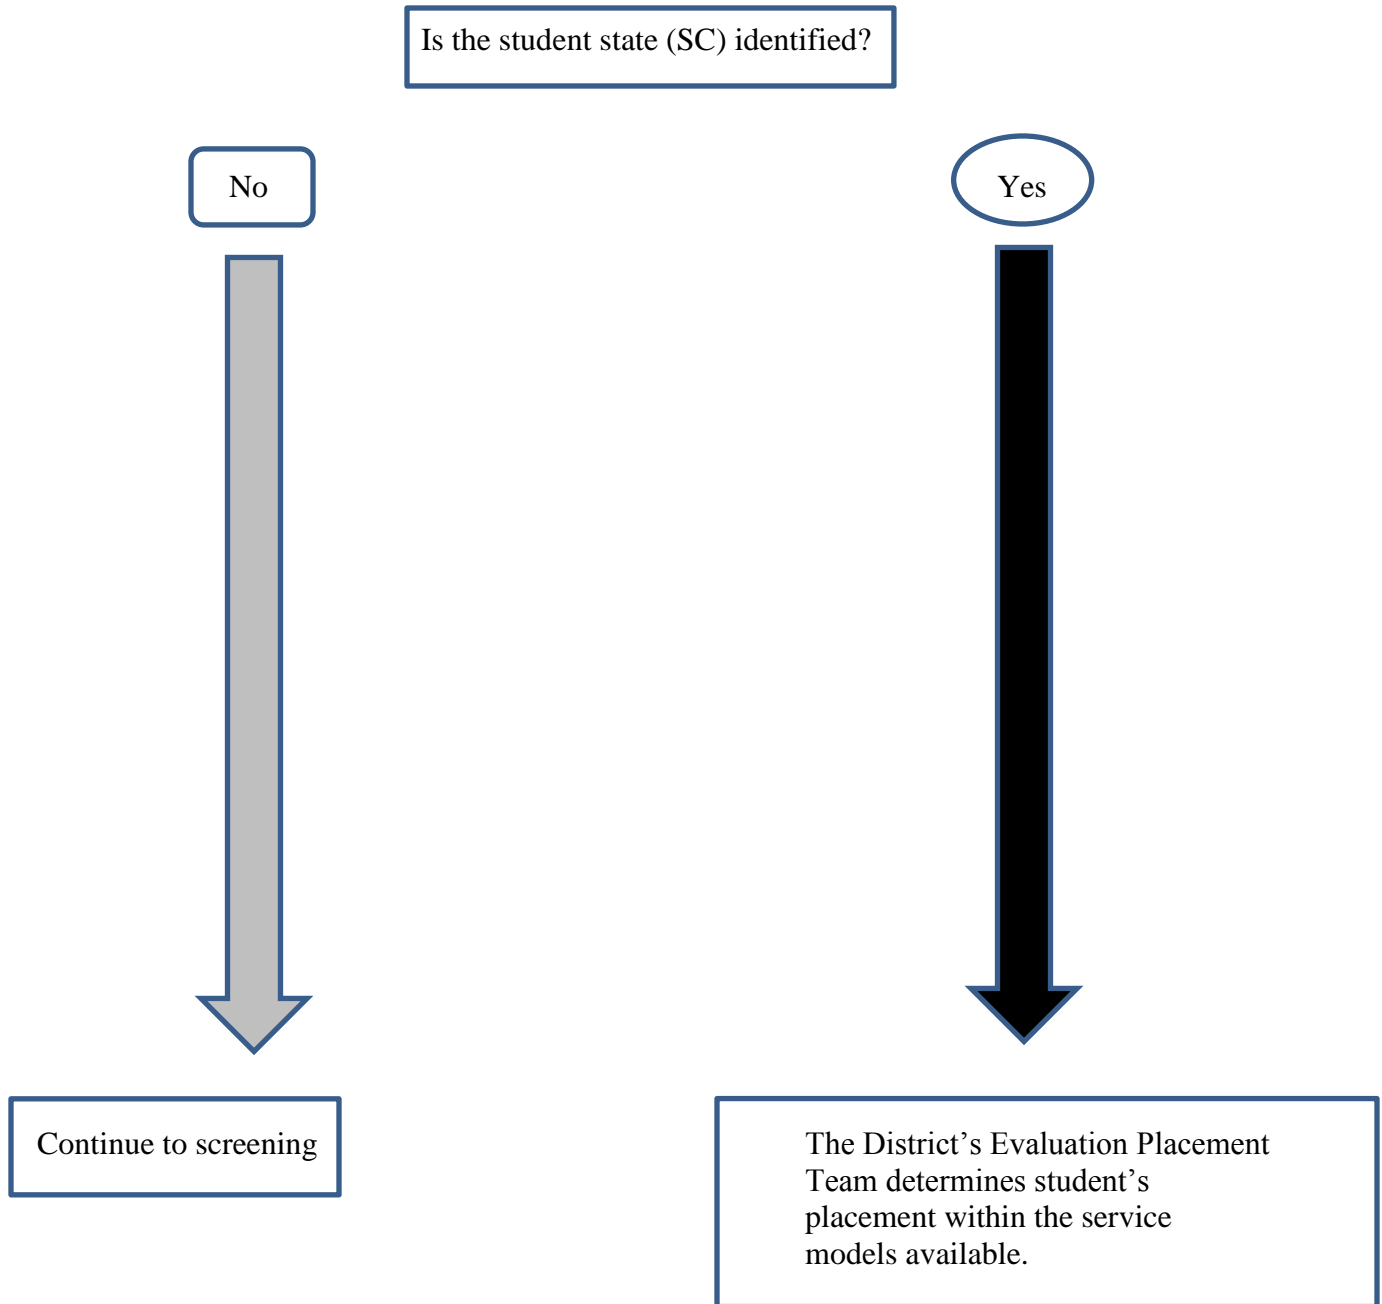 Is the student state (SC) identified?
No
Yes
Continue to screening
The District’s Evaluation Placement
Team determines student’s
placement within the service
models available.